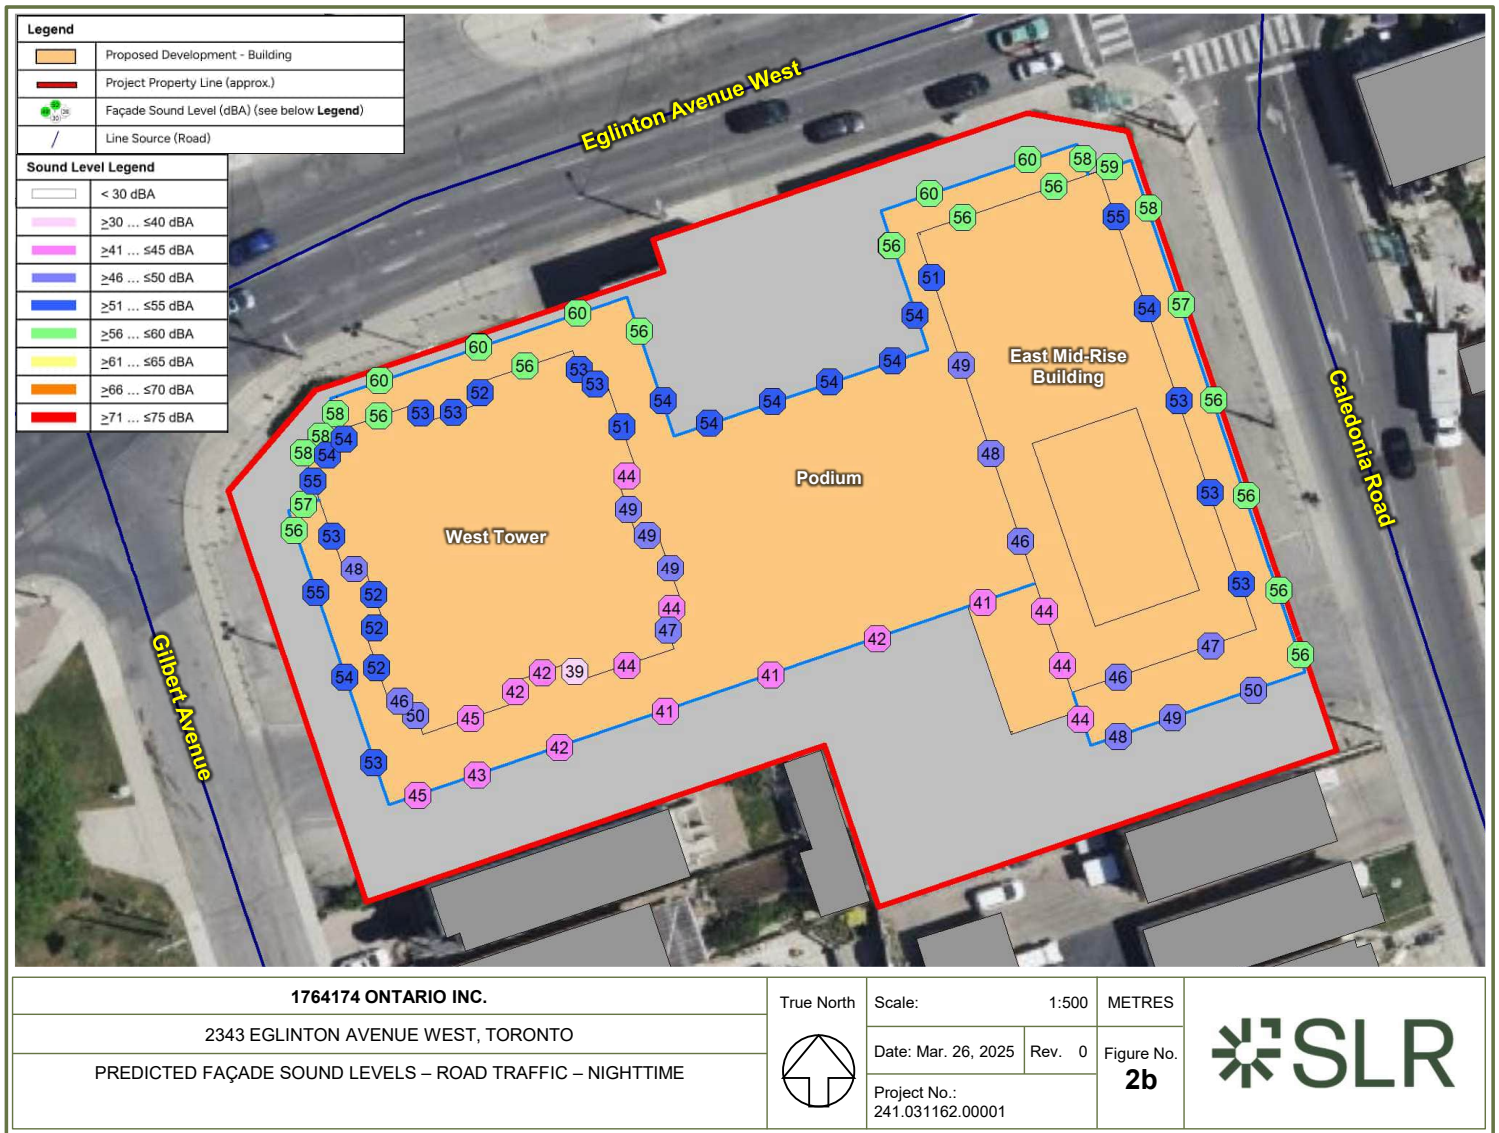 Legend
Proposed Development - Building
Project Property Line (approx.)
Façade Sound Level (dBA) (see below Legend)
Line Source (Road)
Sound Level Legend
< 30 dBA
≥30 ... ≤40 dBA
≥41 ... ≤45 dBA
≥46 ... ≤50 dBA
≥51 ... ≤55 dBA
≥56 ... ≤60 dBA
≥61 ... ≤65 dBA
≥66 ... ≤70 dBA
≥71 ... ≤75 dBA
Eglinton Avenue West
Caledonia Road
Gilbert Avenue
East Mid-Rise
Building
Podium
West Tower
60
58
59
56
60
56
58
55
56
51
57
54
54
60
56
60
56
49
54
54
54
54
54
60
53
53
52
56
53
53
58
56
58
54
58
54
55
57
56
51
44
49
49
49
44
47
44
39
42
42
45
50
46
52
52
52
48
53
55
54
53
45
43
42
41
41
42
41
48
46
44
44
44
48
49
50
46
47
56
56
53
56
53
56
53
1764174 ONTARIO INC.
2343 EGLINTON AVENUE WEST, TORONTO
PREDICTED FAÇADE SOUND LEVELS – ROAD TRAFFIC – NIGHTTIME
True North
Scale: 1:500
METRES
Date: Mar. 26, 2025
Rev. 0
Figure No.
2b
Project No.:
241.031162.00001
SLR